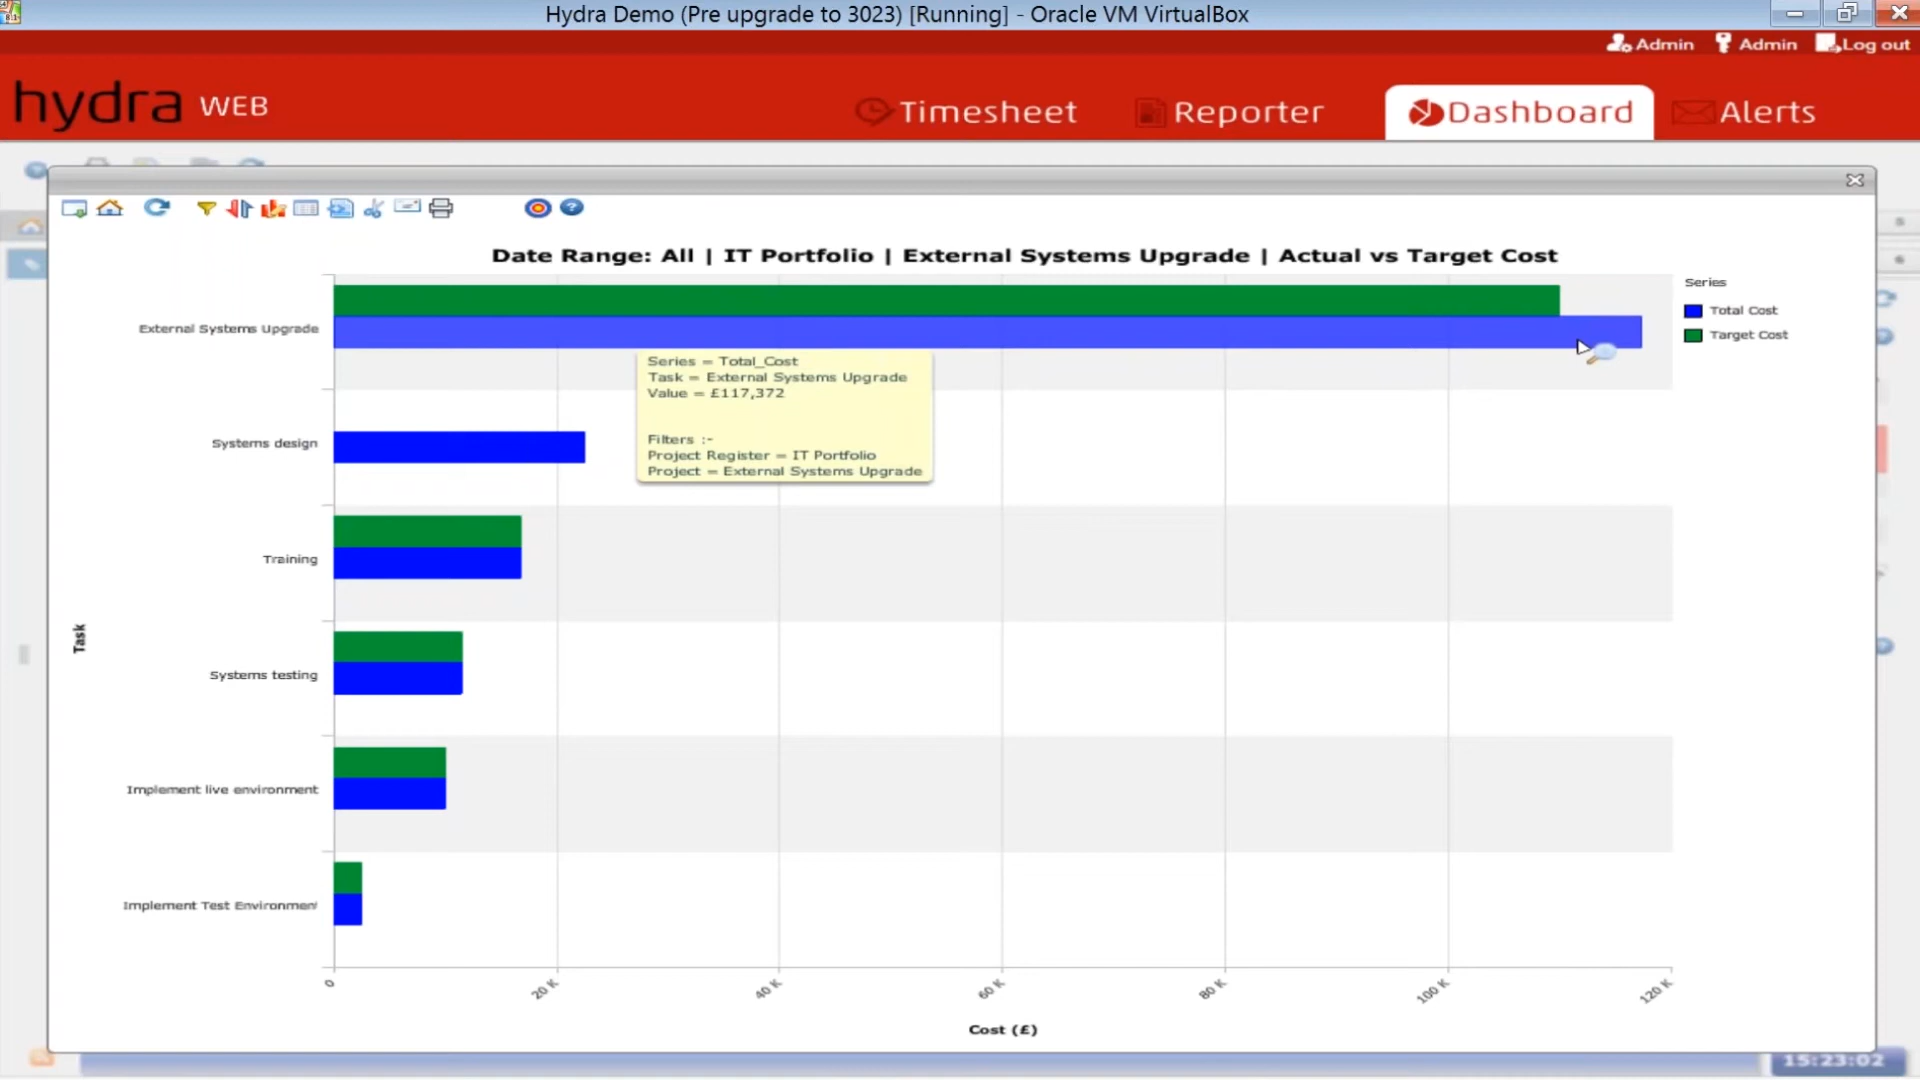 Hydra Demo (Pre upgrade to 3023) [Running] - Oracle VM VirtualBox
Admin Admin Log out
hydra WEB
Timesheet Reporter Dashboard Alerts
Date Range: All | IT Portfolio | External Systems Upgrade | Actual vs Target Cost
Series
Total Cost
Target Cost
External Systems Upgrade
Series = Total_Cost
Task = External Systems Upgrade
Value = £117,372
Filters :-
Project Register = IT Portfolio
Project = External Systems Upgrade
Systems design
Training
Task
Systems testing
Implement live environment
Implement Test Environment
0 20 K 40 K 60 K 80 K 100 K 120 K
Cost (£)
15:23:02